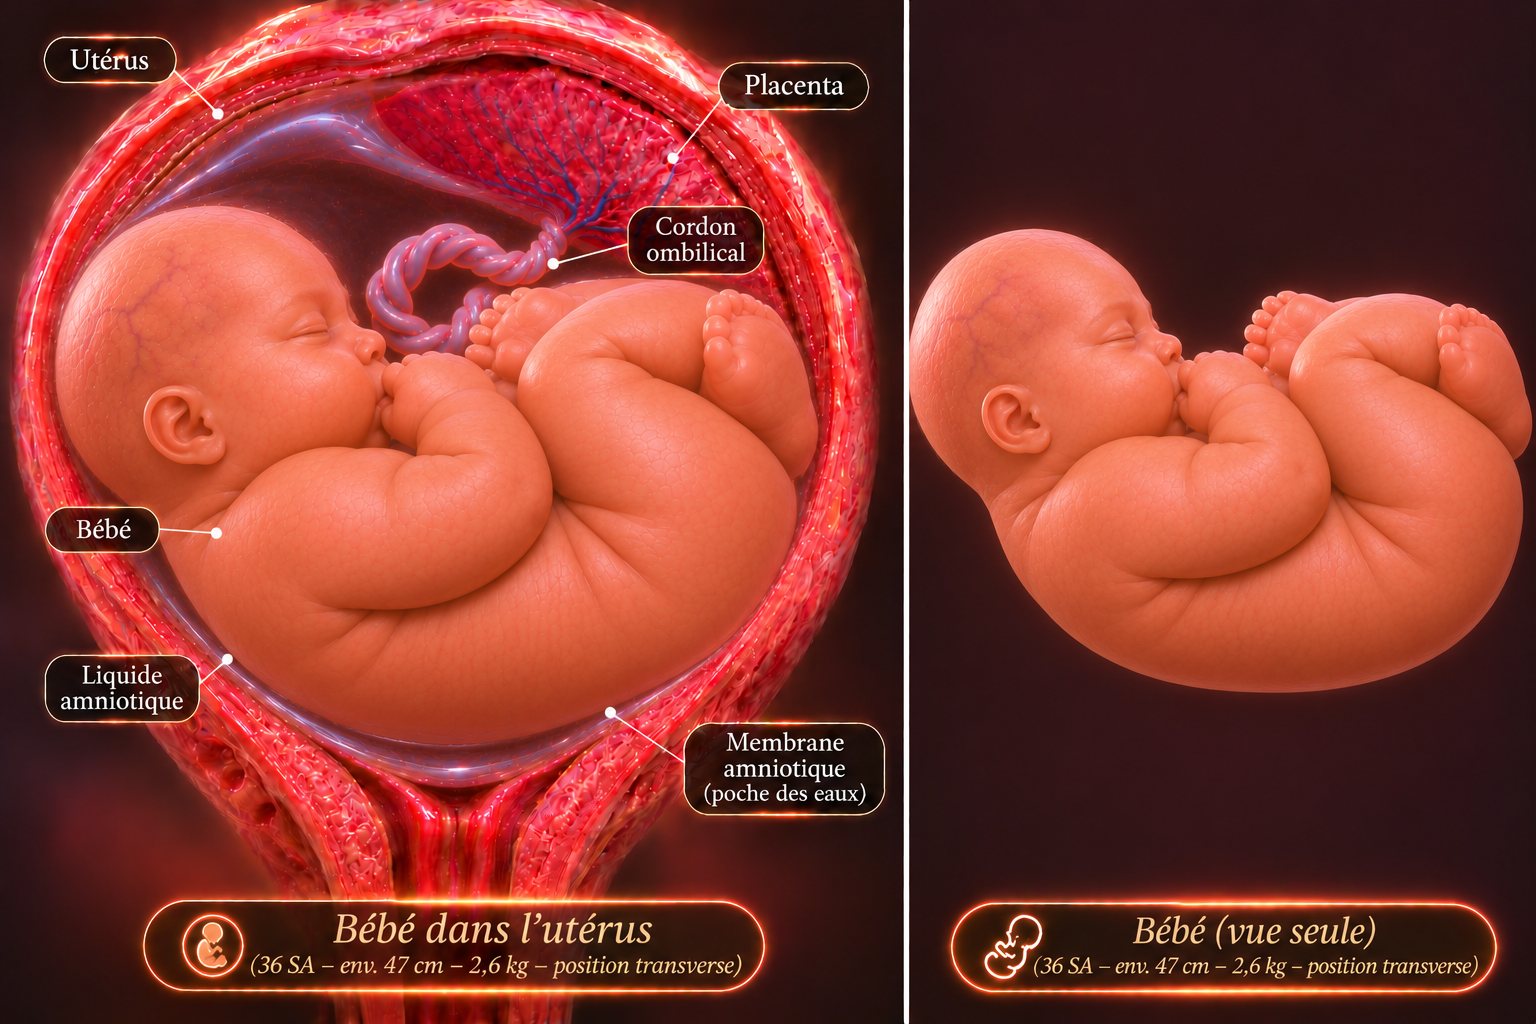 Utérus
Placenta
Cordon
ombilical
Bébé
Liquide
amniotique
Membrane
amniotique
(poche des eaux)
Bébé dans l’utérus
(36 SA – env. 47 cm – 2,6 kg – position transverse)
Bébé (vue seule)
(36 SA – env. 47 cm – 2,6 kg – position transverse)